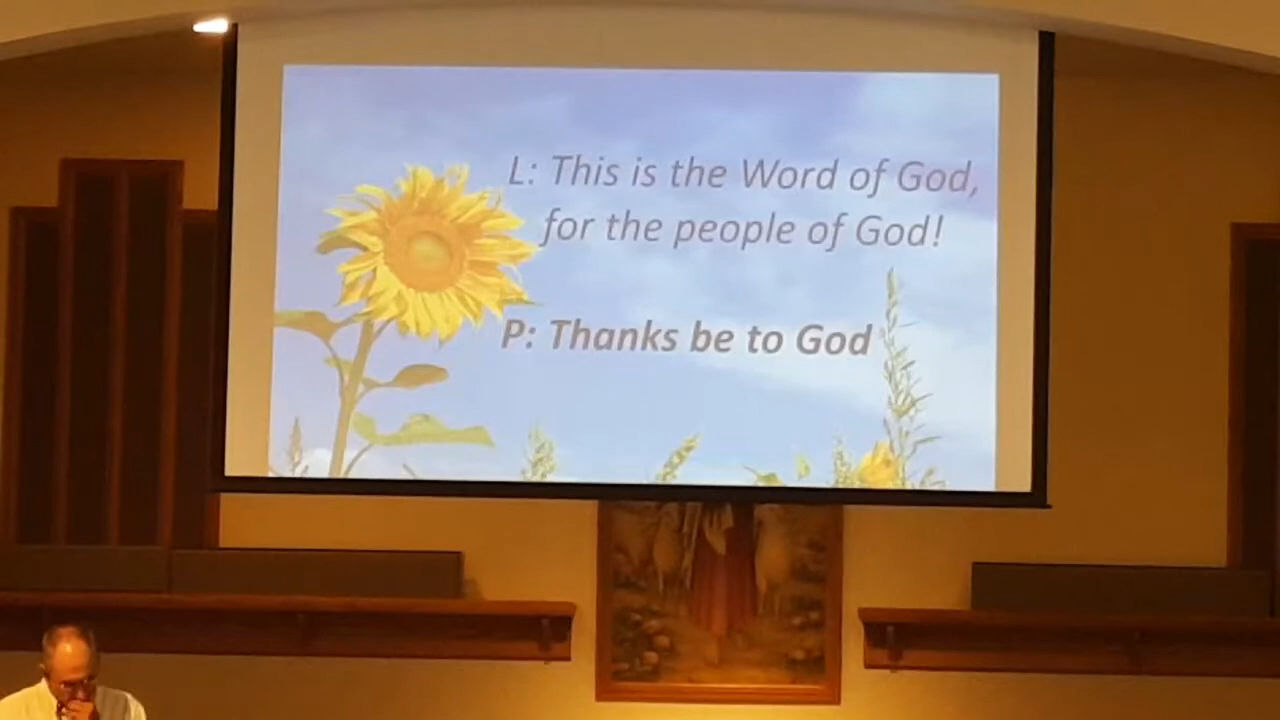 L: This is the Word of God,
for the people of God!
P: Thanks be to God